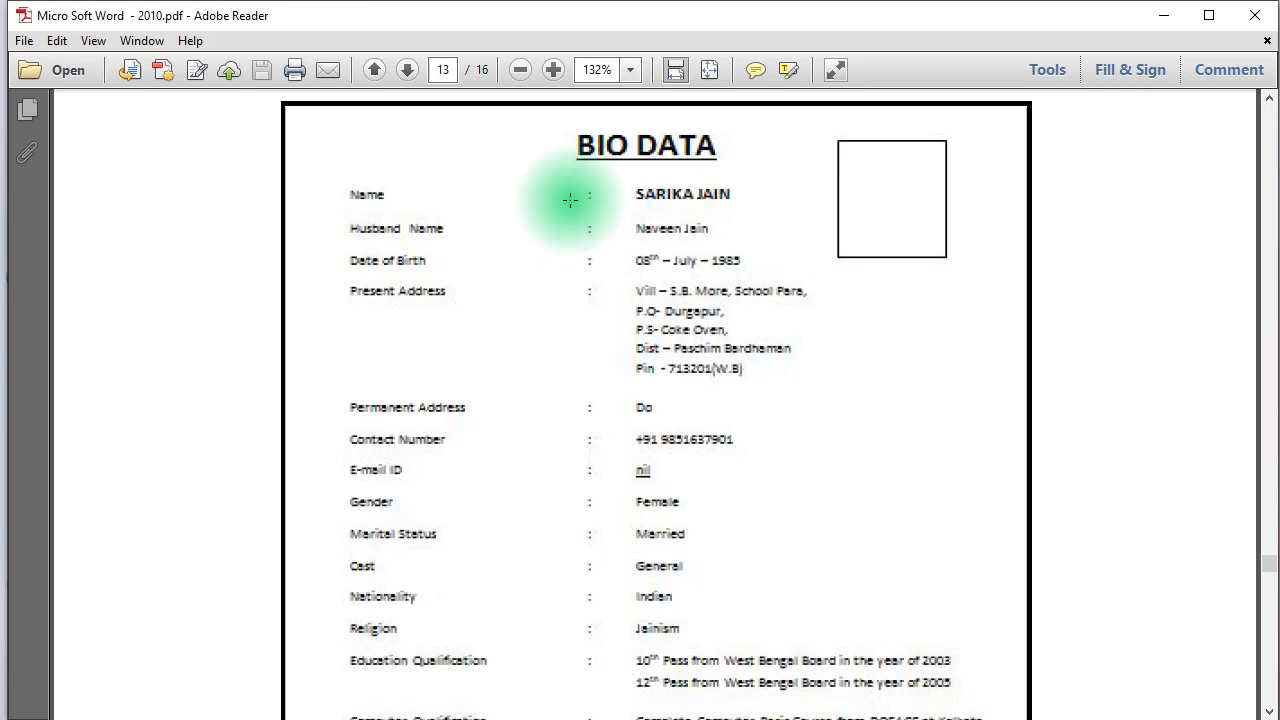 Micro Soft Word - 2010.pdf - Adobe Reader
File Edit View Window Help
Open 13 / 16 132% Tools Fill & Sign Comment
BIO DATA
Name : SARIKA JAIN
Husband Name : Naveen Jain
Date of Birth : 08th – July – 1985
Present Address : Vill – S.B. More, School Para,
P.O- Durgapur,
P.S- Coke Oven,
Dist – Paschim Bardhaman
Pin - 713201(W.B)
Permanent Address : Do
Contact Number : +91 9851637901
E-mail ID : nil
Gender : Female
Marital Status : Married
Cast : General
Nationality : Indian
Religion : Jainism
Education Qualification : 10th Pass from West Bengal Board in the year of 2003
12th Pass from West Bengal Board in the year of 2005